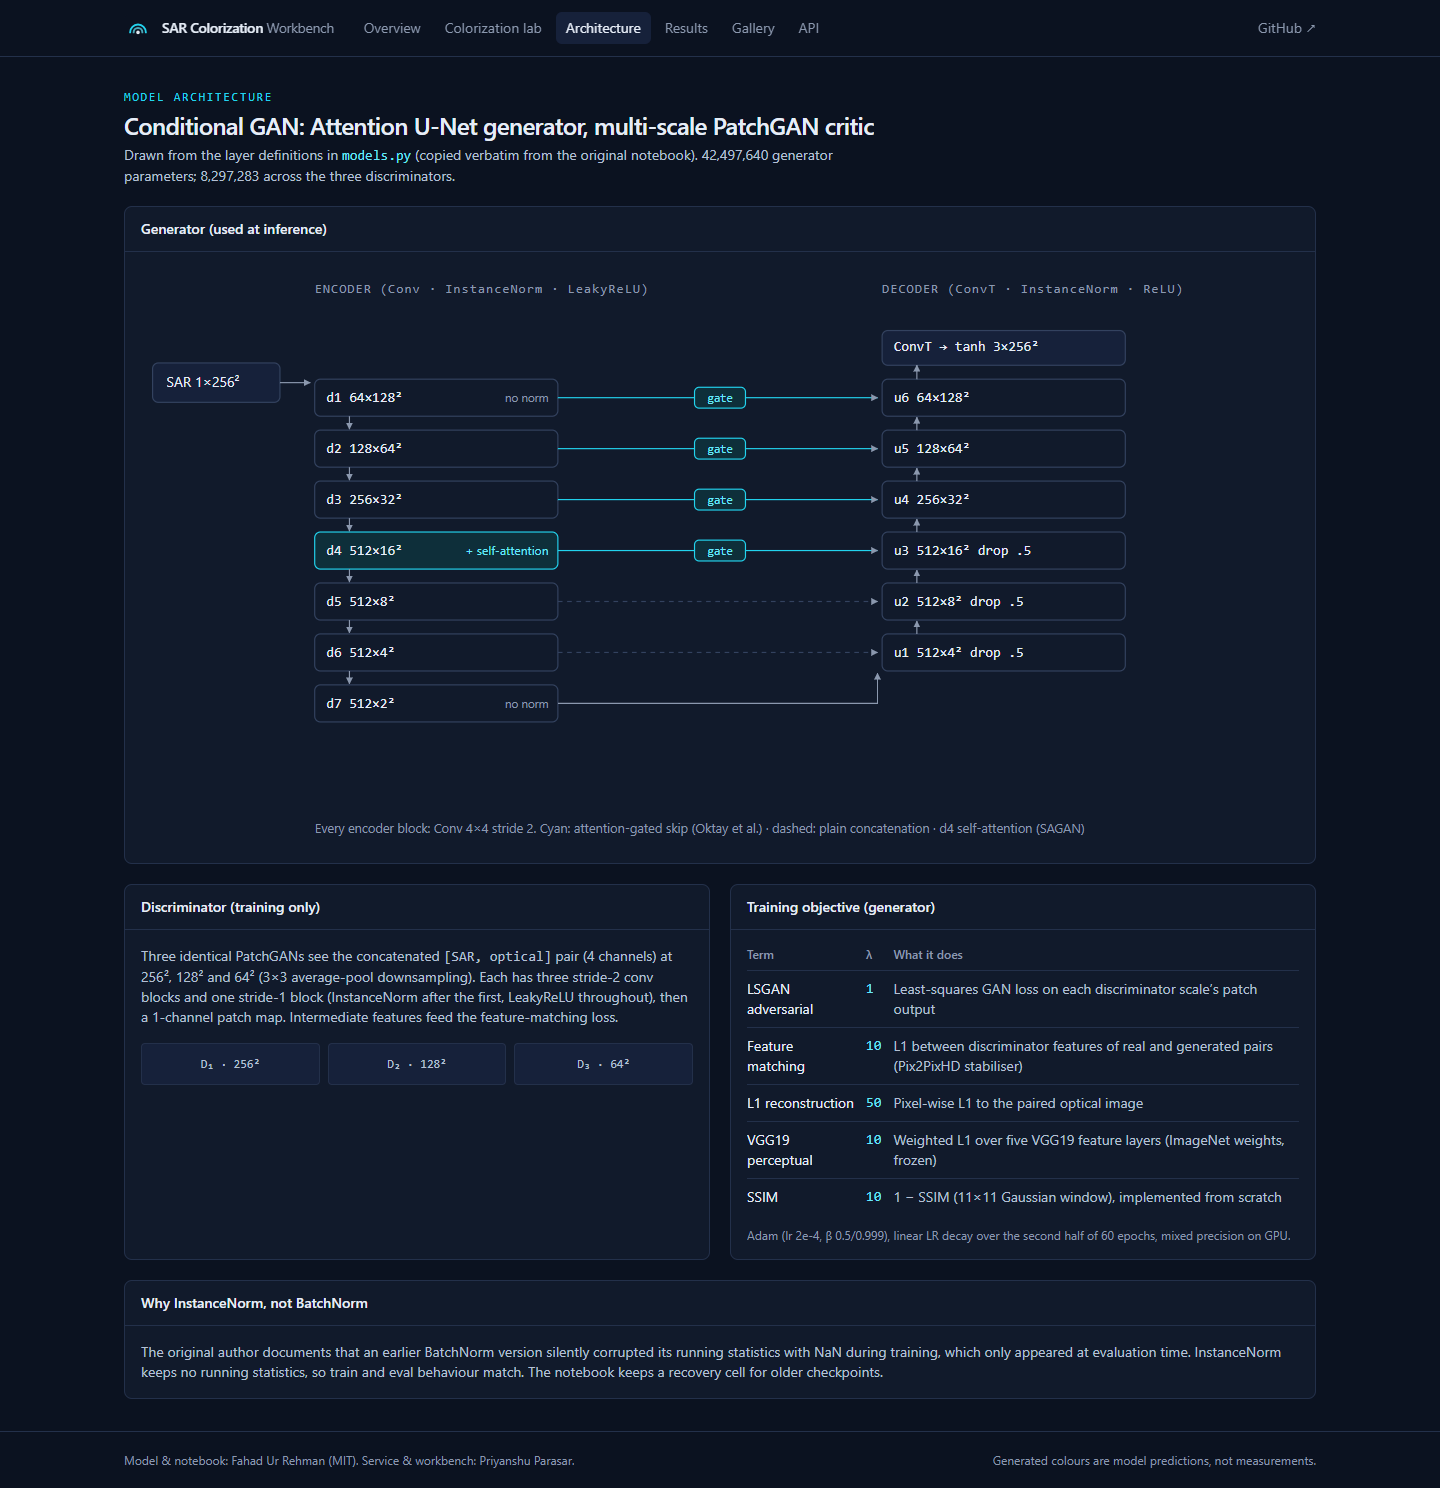 SAR Colorization Workbench Overview Colorization lab Architecture Results Gallery API GitHub ↗
MODEL ARCHITECTURE
Conditional GAN: Attention U-Net generator, multi-scale PatchGAN critic
Drawn from the layer definitions in models.py (copied verbatim from the original notebook). 42,497,640 generator
parameters; 8,297,283 across the three discriminators.
Generator (used at inference)
ENCODER (Conv · InstanceNorm · LeakyReLU)
DECODER (ConvT · InstanceNorm · ReLU)
ConvT → tanh 3×256²
SAR 1×256²
d1 64×128² no norm gate u6 64×128²
d2 128×64² gate u5 128×64²
d3 256×32² gate u4 256×32²
d4 512×16² + self-attention gate u3 512×16² drop .5
d5 512×8² u2 512×8² drop .5
d6 512×4² u1 512×4² drop .5
d7 512×2² no norm
Every encoder block: Conv 4×4 stride 2. Cyan: attention-gated skip (Oktay et al.) · dashed: plain concatenation · d4 self-attention (SAGAN)
Discriminator (training only)
Three identical PatchGANs see the concatenated [SAR, optical] pair (4 channels) at
256², 128² and 64² (3×3 average-pool downsampling). Each has three stride-2 conv
blocks and one stride-1 block (InstanceNorm after the first, LeakyReLU throughout), then
a 1-channel patch map. Intermediate features feed the feature-matching loss.
D₁ · 256² D₂ · 128² D₃ · 64²
Training objective (generator)
Term λ What it does
LSGAN 1 Least-squares GAN loss on each discriminator scale's patch
adversarial output
Feature 10 L1 between discriminator features of real and generated pairs
matching (Pix2PixHD stabiliser)
L1 reconstruction 50 Pixel-wise L1 to the paired optical image
VGG19 10 Weighted L1 over five VGG19 feature layers (ImageNet weights,
perceptual frozen)
SSIM 10 1 − SSIM (11×11 Gaussian window), implemented from scratch
Adam (lr 2e-4, β 0.5/0.999), linear LR decay over the second half of 60 epochs, mixed precision on GPU.
Why InstanceNorm, not BatchNorm
The original author documents that an earlier BatchNorm version silently corrupted its running statistics with NaN during training, which only appeared at evaluation time. InstanceNorm
keeps no running statistics, so train and eval behaviour match. The notebook keeps a recovery cell for older checkpoints.
Model & notebook: Fahad Ur Rehman (MIT). Service & workbench: Priyanshu Parasar.
Generated colours are model predictions, not measurements.